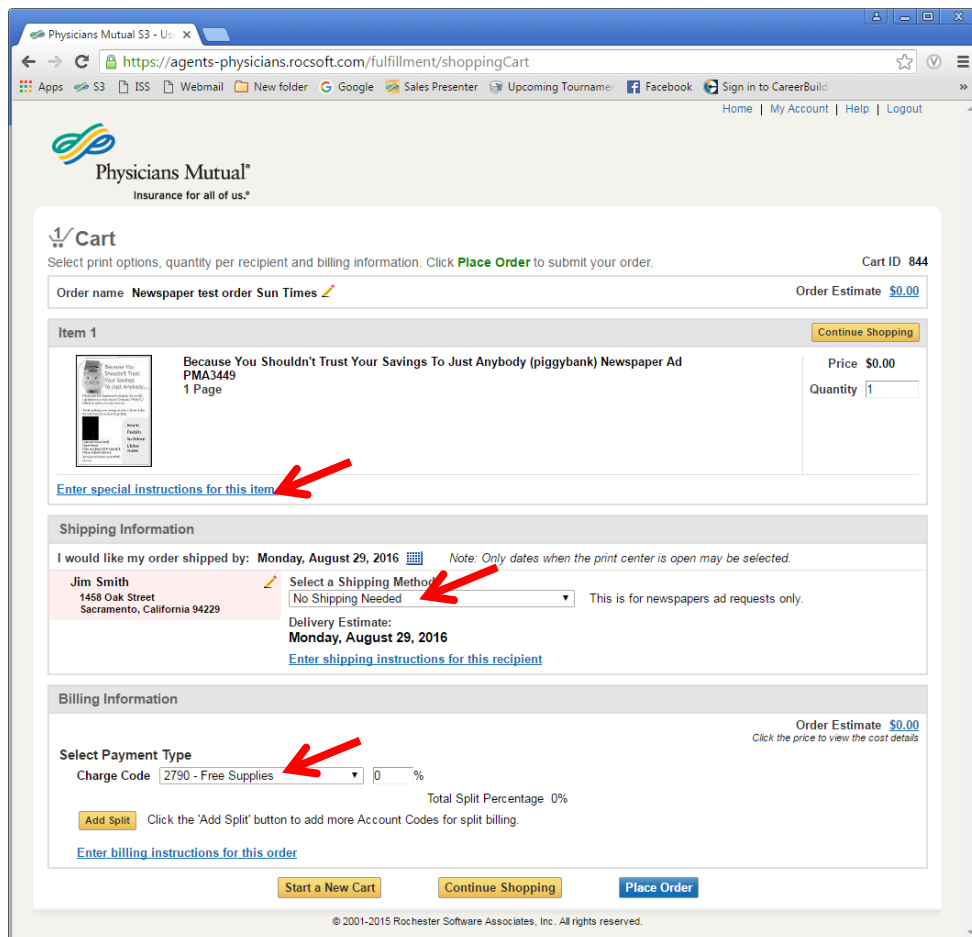 Physicians Mutual S3 - Us
https://agents-physicians.rocsoft.com/fulfillment/shoppingCart
Apps S3 ISS Webmail New folder Google Sales Presenter Upcoming Tourname Facebook Sign in to CareerBuild »
Home | My Account | Help | Logout
Physicians Mutual®
Insurance for all of us.®
1 Cart
Select print options, quantity per recipient and billing information. Click Place Order to submit your order. Cart ID 844
Order name Newspaper test order Sun Times Order Estimate $0.00
Item 1 Continue Shopping
Because You Shouldn't Trust Your Savings To Just Anybody (piggybank) Newspaper Ad Price $0.00
PMA3449
1 Page Quantity 1
Because You
Shouldn't Trust
Your Savings
To Just Anybody...
Enter special instructions for this item
Shipping Information
I would like my order shipped by: Monday, August 29, 2016 Note: Only dates when the print center is open may be selected.
Jim Smith Select a Shipping Method
1458 Oak Street No Shipping Needed This is for newspapers ad requests only.
Sacramento, California 94229
Delivery Estimate:
Monday, August 29, 2016
Enter shipping instructions for this recipient
Billing Information
Order Estimate $0.00
Click the price to view the cost details
Select Payment Type
Charge Code 2790 - Free Supplies 0 %
Total Split Percentage 0%
Add Split Click the 'Add Split' button to add more Account Codes for split billing.
Enter billing instructions for this order
Start a New Cart Continue Shopping Place Order
© 2001-2015 Rochester Software Associates, Inc. All rights reserved.